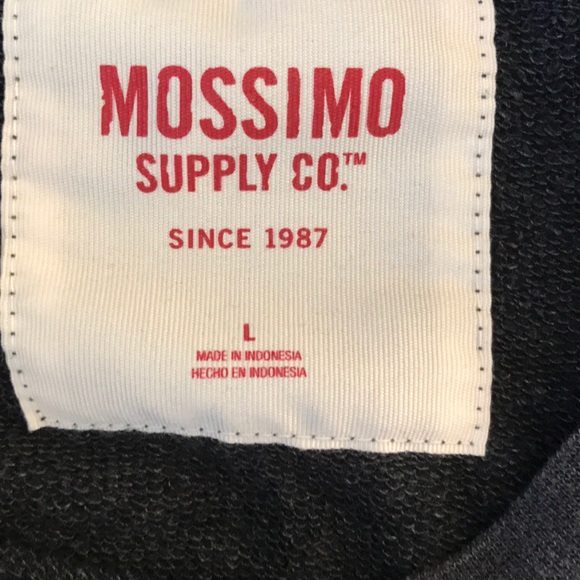 MOSSIMO
SUPPLY CO.™
SINCE 1987
L
MADE IN INDONESIA
HECHO EN INDONESIA